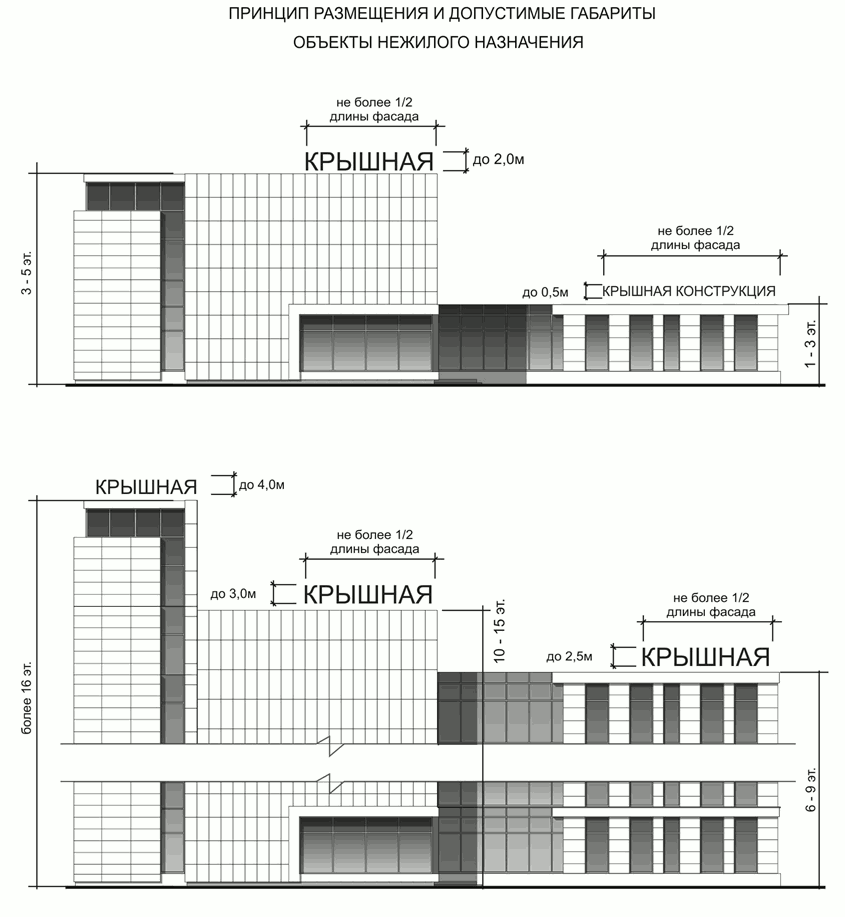 ПРИНЦИП РАЗМЕЩЕНИЯ И ДОПУСТИМЫЕ ГАБАРИТЫ
ОБЪЕКТЫ НЕЖИЛОГО НАЗНАЧЕНИЯ
не более 1/2
длины фасада
КРЫШНАЯ
до 2,0м
3 - 5 эт.
не более 1/2
длины фасада
до 0,5м
КРЫШНАЯ КОНСТРУКЦИЯ
1 - 3 эт.
КРЫШНАЯ
до 4,0м
не более 1/2
длины фасада
до 3,0м
КРЫШНАЯ
10 - 15 эт.
не более 1/2
длины фасада
до 2,5м
КРЫШНАЯ
более 16 эт.
6 - 9 эт.